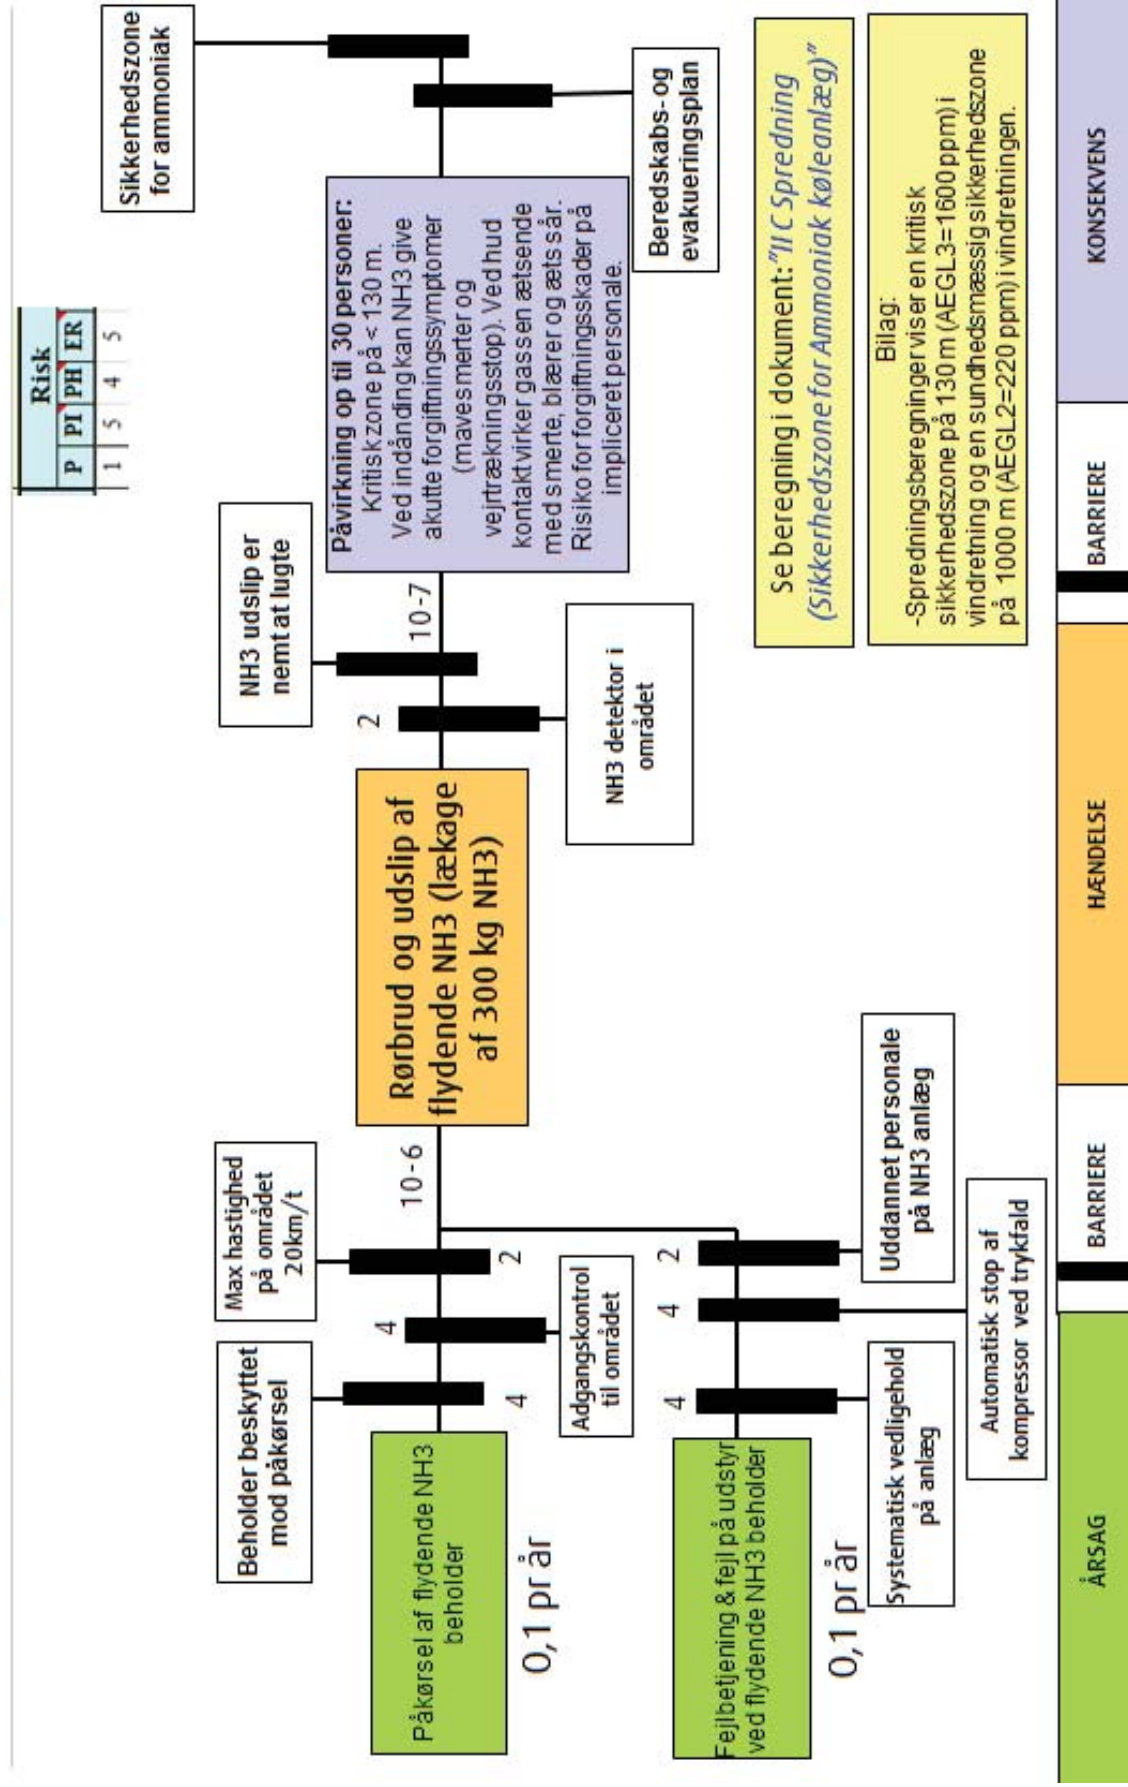 Risk
P PI PH ER
1 5 4 5
Beholder beskyttet
mod påkørsel
Max hastighed
på området
20km/t
NH3 udslip er
nemt at lugte
Sikkerhedszone
for ammoniak
Påkørsel af flydende NH3
beholder
0,1 pr år
4
4
2
Adgangskontrol
til området
10-6
Rørbrud og udslip af
flydende NH3 (lækage
af 300 kg NH3)
2
10-7
NH3 detektor i
området
Påvirkning op til 30 personer:
Kritisk zone på < 130 m.
Ved indånding kan NH3 give
akutte forgiftningssymptomer
(mavesmerter og
vejrtrækningsstop). Ved hud
kontakt virker gassen ætsende
med smerte, blærer og æts sår.
Risiko for forgiftningsskader på
impliceret personale.
Beredskabs- og
evakueringsplan
Fejlbetjening & fejl på udstyr
ved flydende NH3 beholder
0,1 pr år
4
4
2
Systematisk vedligehold
på anlæg
Automatisk stop af
kompressor ved trykfald
Uddannet personale
på NH3 anlæg
Se beregning i dokument: "II C Spredning
(Sikkerhedszone for Ammoniak køleanlæg)"
Bilag:
-Spredningsberegninger viser en kritisk
sikkerhedszone på 130 m (AEGL3=1600ppm) i
vindretning og en sundhedsmæssig sikkerhedszone
på 1000 m (AEGL2=220 ppm) i vindretningen.
ÅRSAG
BARRIERE
HÆNDELSE
BARRIERE
KONSEKVENS